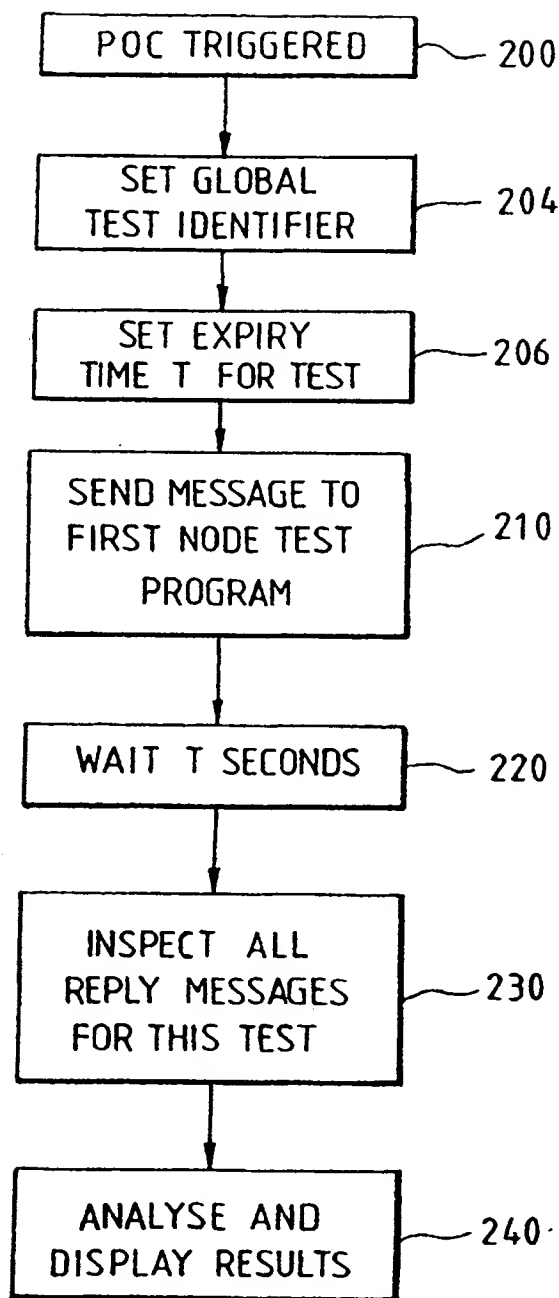 POC TRIGGERED
200
SET GLOBAL
TEST IDENTIFIER
204
SET EXPIRY
TIME T FOR TEST
206
SEND MESSAGE TO
FIRST NODE TEST
PROGRAM
210
WAIT T SECONDS
220
INSPECT ALL
REPLY MESSAGES
FOR THIS TEST
230
ANALYSE AND
DISPLAY RESULTS
240